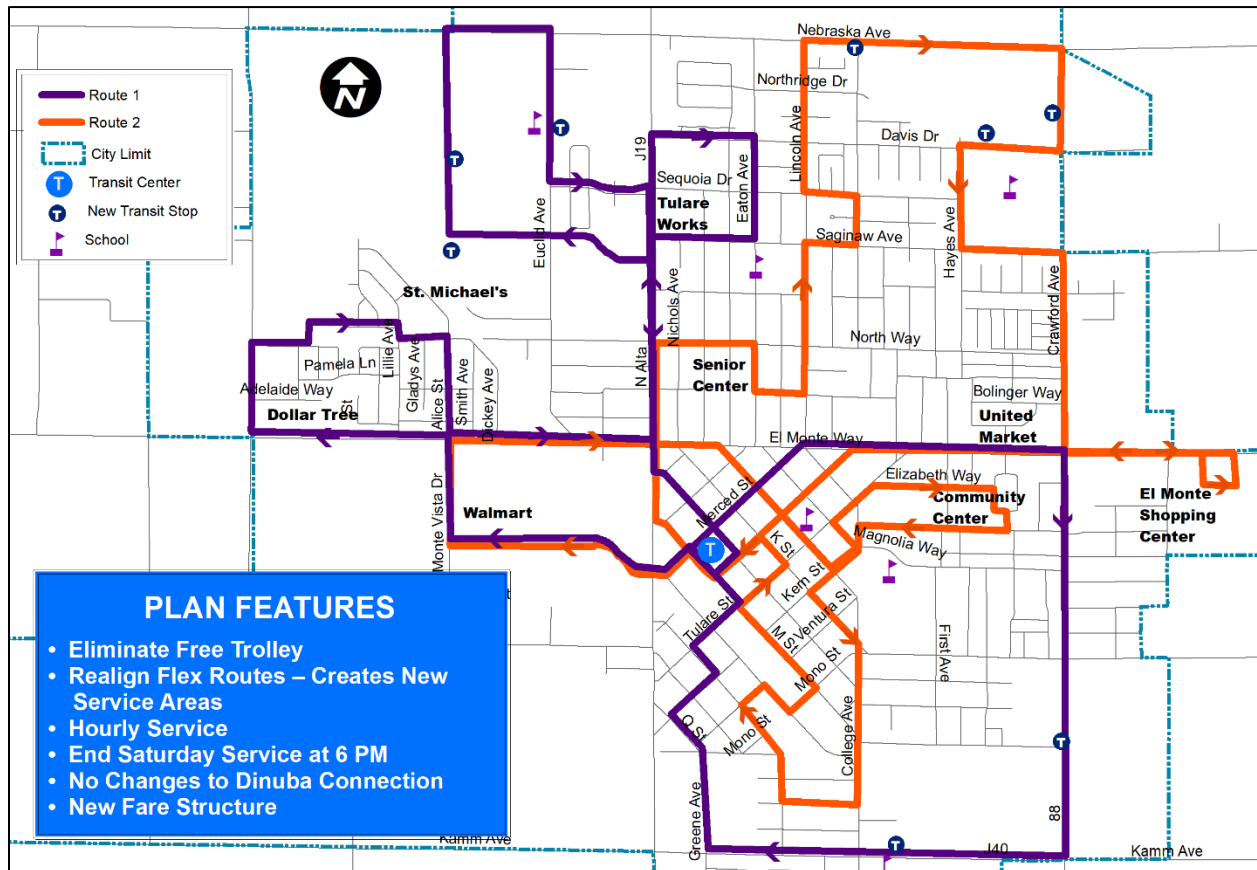 Nebraska Ave
T
N
Northridge Dr
Route 1
Route 2
City Limit
T
Transit Center
T
New Transit Stop
School
T
T
T
T
T
T
J19
Lincoln Ave
Davis Dr
Sequoia Dr
Tulare
Works
Eaton Ave
Euclid Ave
Saginaw Ave
Hayes Ave
St. Michael's
Nichols Ave
Crawford Ave
North Way
Pamela Ln
Lillie Ave
Gladys Ave
Adelaide Way
Alice St
Smith Ave
Dickey Ave
N Alta
Senior
Center
Bolinger Way
Dollar Tree
St
United
Market
El Monte Way
Elizabeth Way
Merced St
Community
Center
El Monte
Shopping
Center
Walmart
Monte Vista Dr
K St
T
Magnolia Way
Kern St
Ventura St
Tulare St
M St
Mono St
First Ave
PLAN FEATURES
• Eliminate Free Trolley
• Realign Flex Routes – Creates New
Service Areas
• Hourly Service
• End Saturday Service at 6 PM
• No Changes to Dinuba Connection
• New Fare Structure
Q St
Mono St
College Ave
T
88
Greene Ave
Kamm Ave
T
J40
Kamm Ave